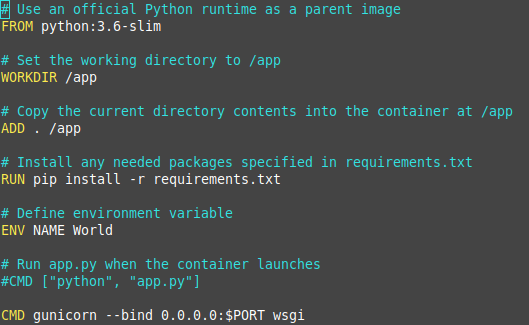 # Use an official Python runtime as a parent image
FROM python:3.6-slim
# Set the working directory to /app
WORKDIR /app
# Copy the current directory contents into the container at /app
ADD . /app
# Install any needed packages specified in requirements.txt
RUN pip install -r requirements.txt
# Define environment variable
ENV NAME World
# Run app.py when the container launches
#CMD ["python", "app.py"]
CMD gunicorn --bind 0.0.0.0:$PORT wsgi